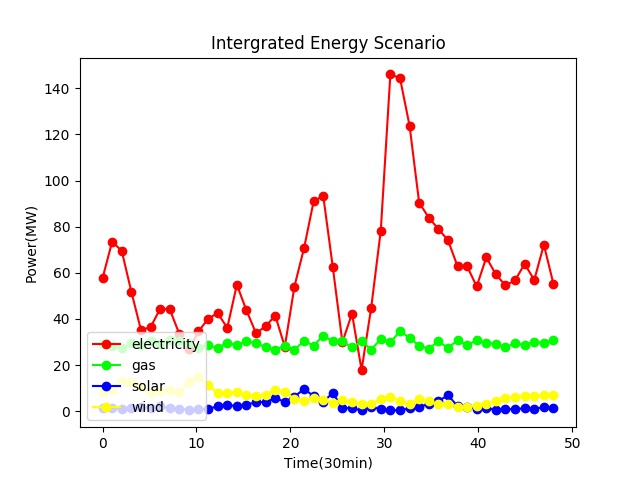 Intergrated Energy Scenario
Power(MW)
140
120
100
80
60
40
20
0
electricity
gas
solar
wind
0 10 20 30 40 50
Time(30min)